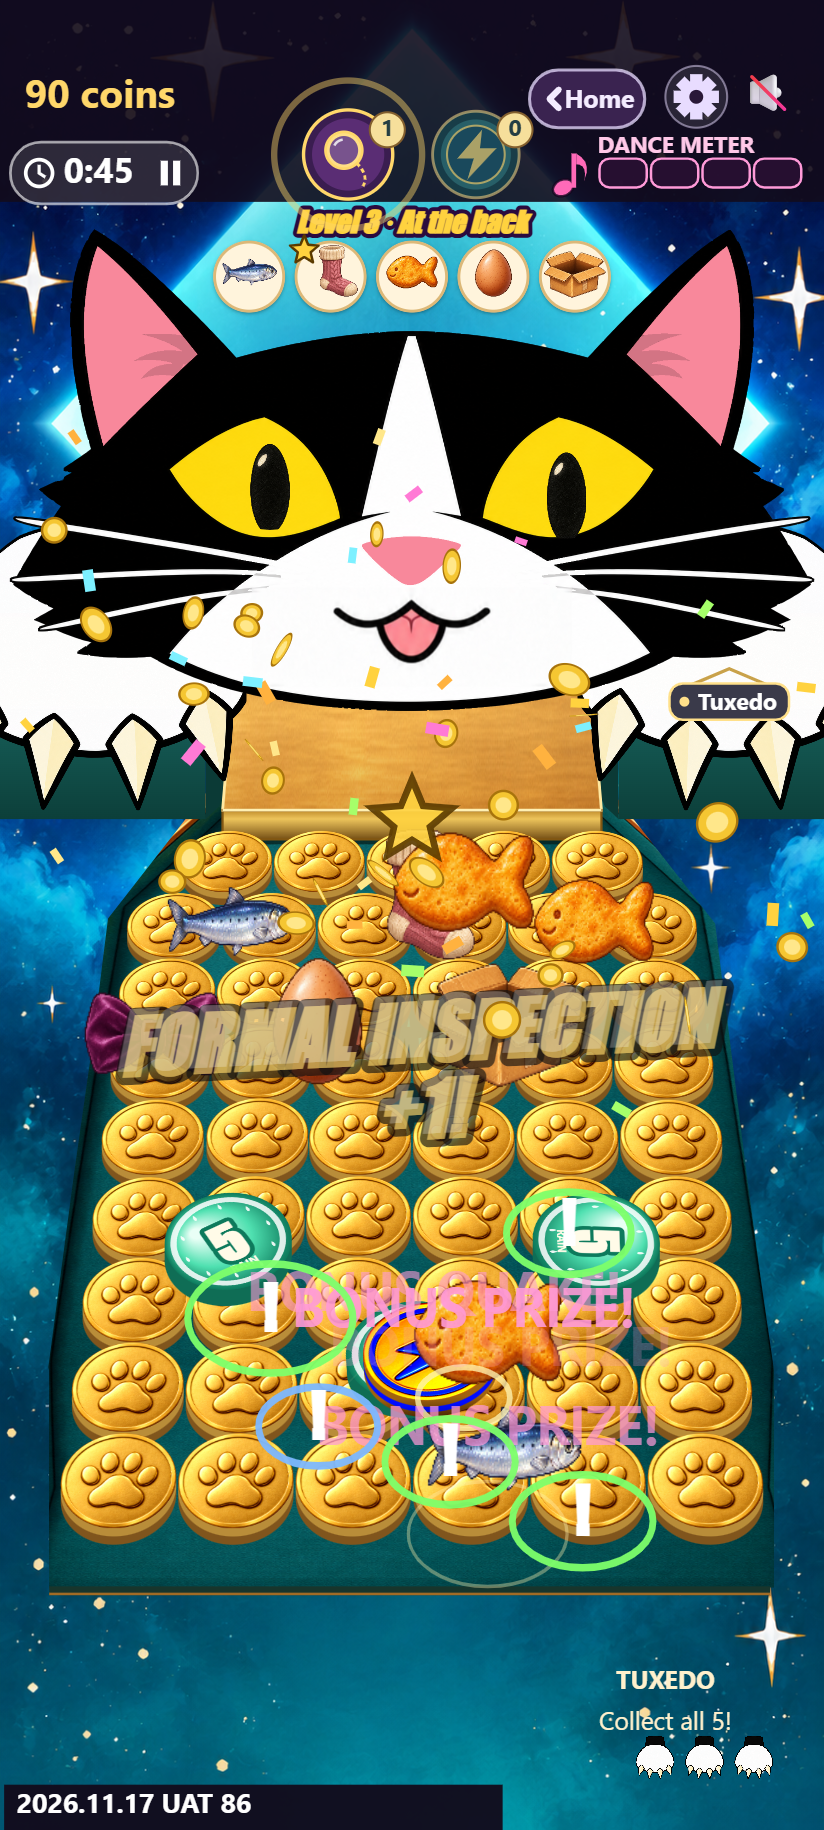 90 coins
Home
1
0
0:45
DANCE METER
Level 3 · At the back
Tuxedo
FORMAL INSPECTION
+1!
5
5
!
!
BONUS PRIZE!
!
BONUS PRIZE!
!
!
TUXEDO
Collect all 5!
2026.11.17 UAT 86